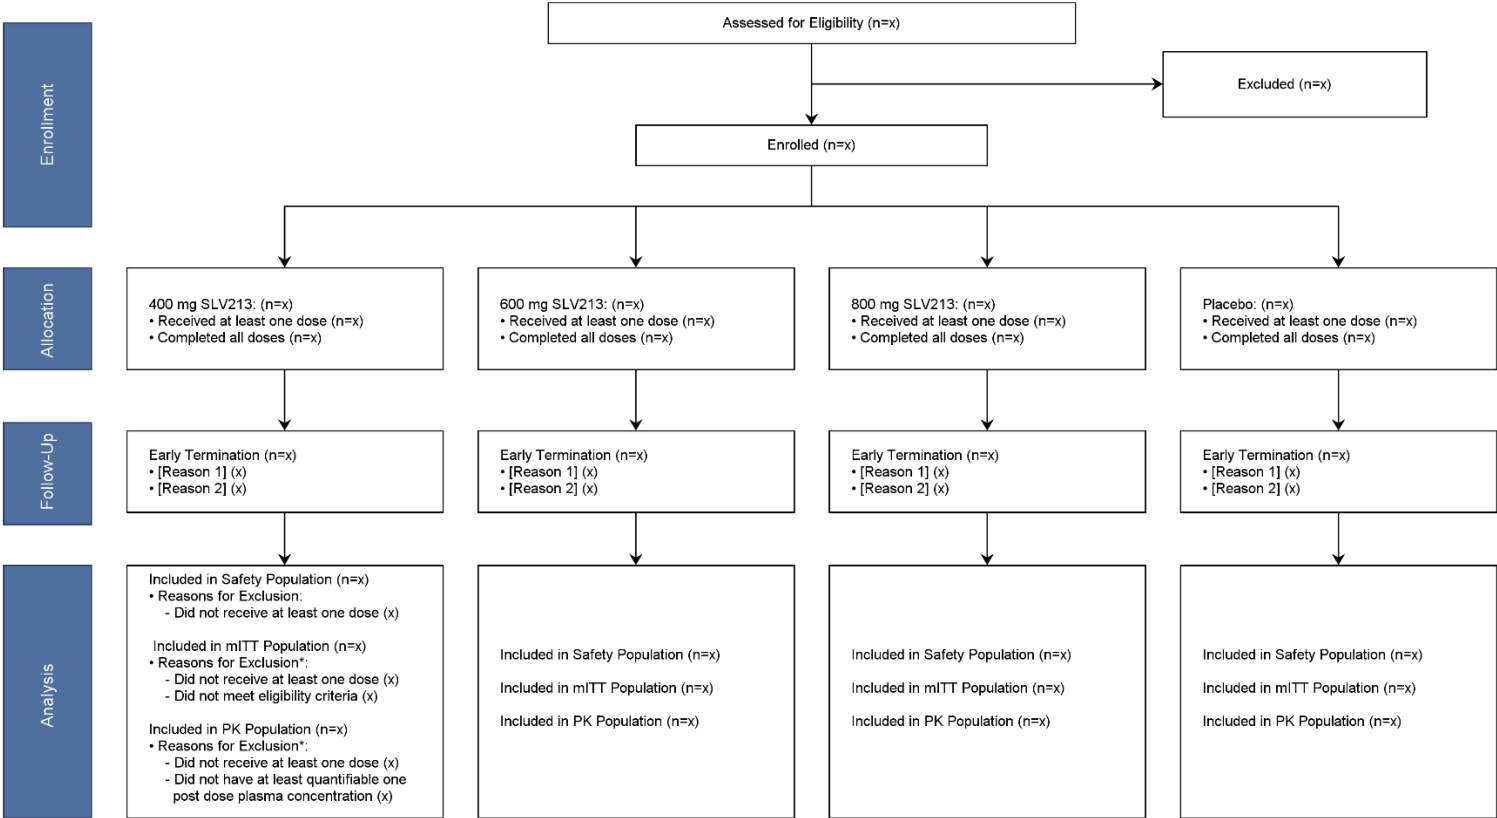 Assessed for Eligibility (n=x)
Enrollment
Excluded (n=x)
Enrolled (n=x)
Allocation
400 mg SLV213: (n=x)
• Received at least one dose (n=x)
• Completed all doses (n=x)
600 mg SLV213: (n=x)
• Received at least one dose (n=x)
• Completed all doses (n=x)
800 mg SLV213: (n=x)
• Received at least one dose (n=x)
• Completed all doses (n=x)
Placebo: (n=x)
• Received at least one dose (n=x)
• Completed all doses (n=x)
Follow-Up
Early Termination (n=x)
• [Reason 1] (x)
• [Reason 2] (x)
Early Termination (n=x)
• [Reason 1] (x)
• [Reason 2] (x)
Early Termination (n=x)
• [Reason 1] (x)
• [Reason 2] (x)
Early Termination (n=x)
• [Reason 1] (x)
• [Reason 2] (x)
Analysis
Included in Safety Population (n=x)
• Reasons for Exclusion:
- Did not receive at least one dose (x)
Included in mITT Population (n=x)
• Reasons for Exclusion*:
- Did not receive at least one dose (x)
- Did not meet eligibility criteria (x)
Included in PK Population (n=x)
• Reasons for Exclusion*:
- Did not receive at least one dose (x)
- Did not have at least quantifiable one
post dose plasma concentration (x)
Included in Safety Population (n=x)
Included in mITT Population (n=x)
Included in PK Population (n=x)
Included in Safety Population (n=x)
Included in mITT Population (n=x)
Included in PK Population (n=x)
Included in Safety Population (n=x)
Included in mITT Population (n=x)
Included in PK Population (n=x)